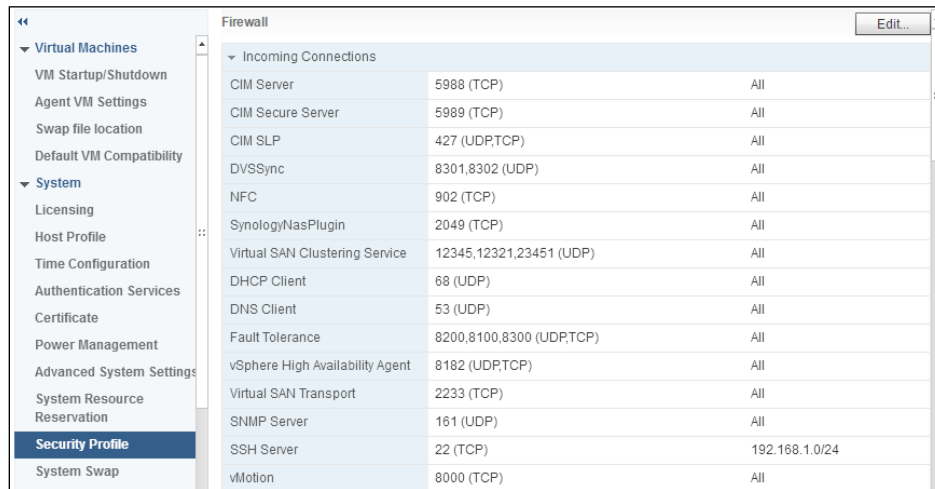 Firewall
Edit...
Virtual Machines
VM Startup/Shutdown
Agent VM Settings
Swap file location
Default VM Compatibility
System
Licensing
Host Profile
Time Configuration
Authentication Services
Certificate
Power Management
Advanced System Settings
System Resource
Reservation
Security Profile
System Swap
Incoming Connections
CIM Server 5988 (TCP) All
CIM Secure Server 5989 (TCP) All
CIM SLP 427 (UDP,TCP) All
DVSSync 8301,8302 (UDP) All
NFC 902 (TCP) All
SynologyNasPlugin 2049 (TCP) All
Virtual SAN Clustering Service 12345,12321,23451 (UDP) All
DHCP Client 68 (UDP) All
DNS Client 53 (UDP) All
Fault Tolerance 8200,8100,8300 (UDP,TCP) All
vSphere High Availability Agent 8182 (UDP,TCP) All
Virtual SAN Transport 2233 (TCP) All
SNMP Server 161 (UDP) All
SSH Server 22 (TCP) 192.168.1.0/24
vMotion 8000 (TCP) All